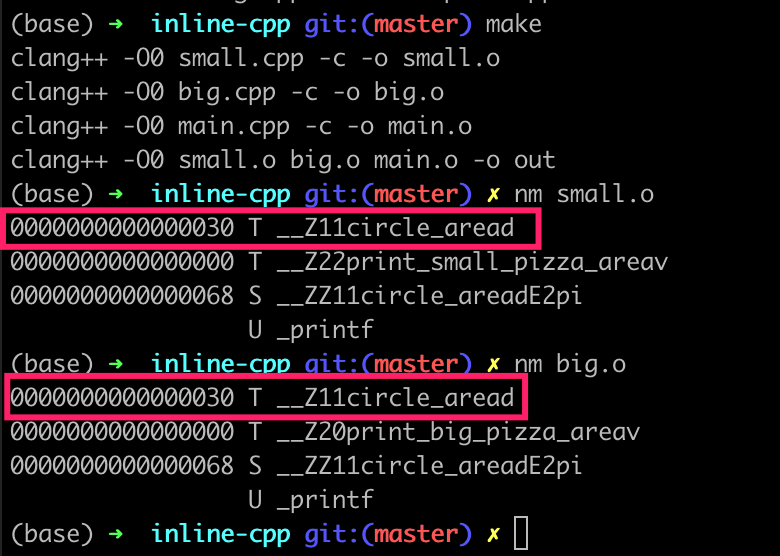 (base) ➜  inline-cpp git:(master) make
clang++ -O0 small.cpp -c -o small.o
clang++ -O0 big.cpp -c -o big.o
clang++ -O0 main.cpp -c -o main.o
clang++ -O0 small.o big.o main.o -o out
(base) ➜  inline-cpp git:(master) ✗ nm small.o
0000000000000030 T __Z11circle_aread
0000000000000000 T __Z22print_small_pizza_areav
0000000000000068 S __ZZ11circle_areadE2pi
                 U _printf
(base) ➜  inline-cpp git:(master) ✗ nm big.o
0000000000000030 T __Z11circle_aread
0000000000000000 T __Z20print_big_pizza_areav
0000000000000068 S __ZZ11circle_areadE2pi
                 U _printf
(base) ➜  inline-cpp git:(master) ✗